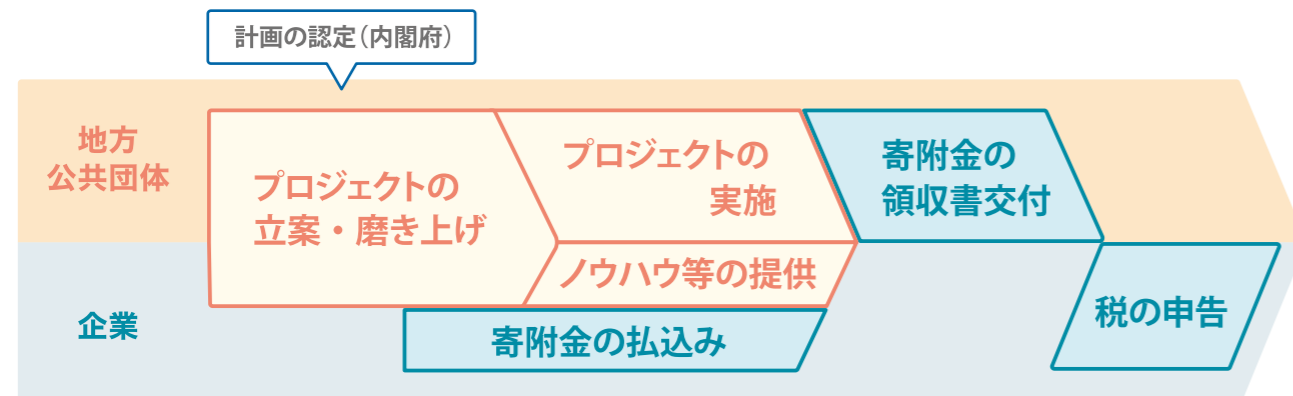 計画の認定（内閣府）
地方
公共団体
プロジェクトの
立案・磨き上げ
プロジェクトの
実施
寄附金の
領収書交付
ノウハウ等の提供
企業
寄附金の払込み
税の申告